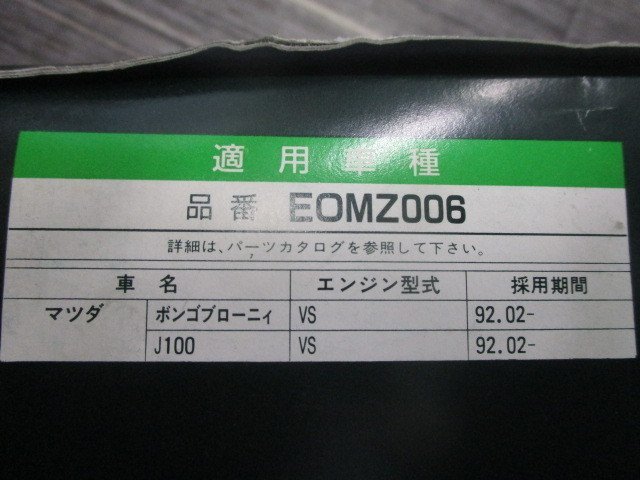 適用車種
品番 EOMZ006
詳細は、パーツカタログを参照して下さい。
車名 エンジン型式 採用期間
マツダ ボンゴブローニィ VS 92.02-
J100 VS 92.02-